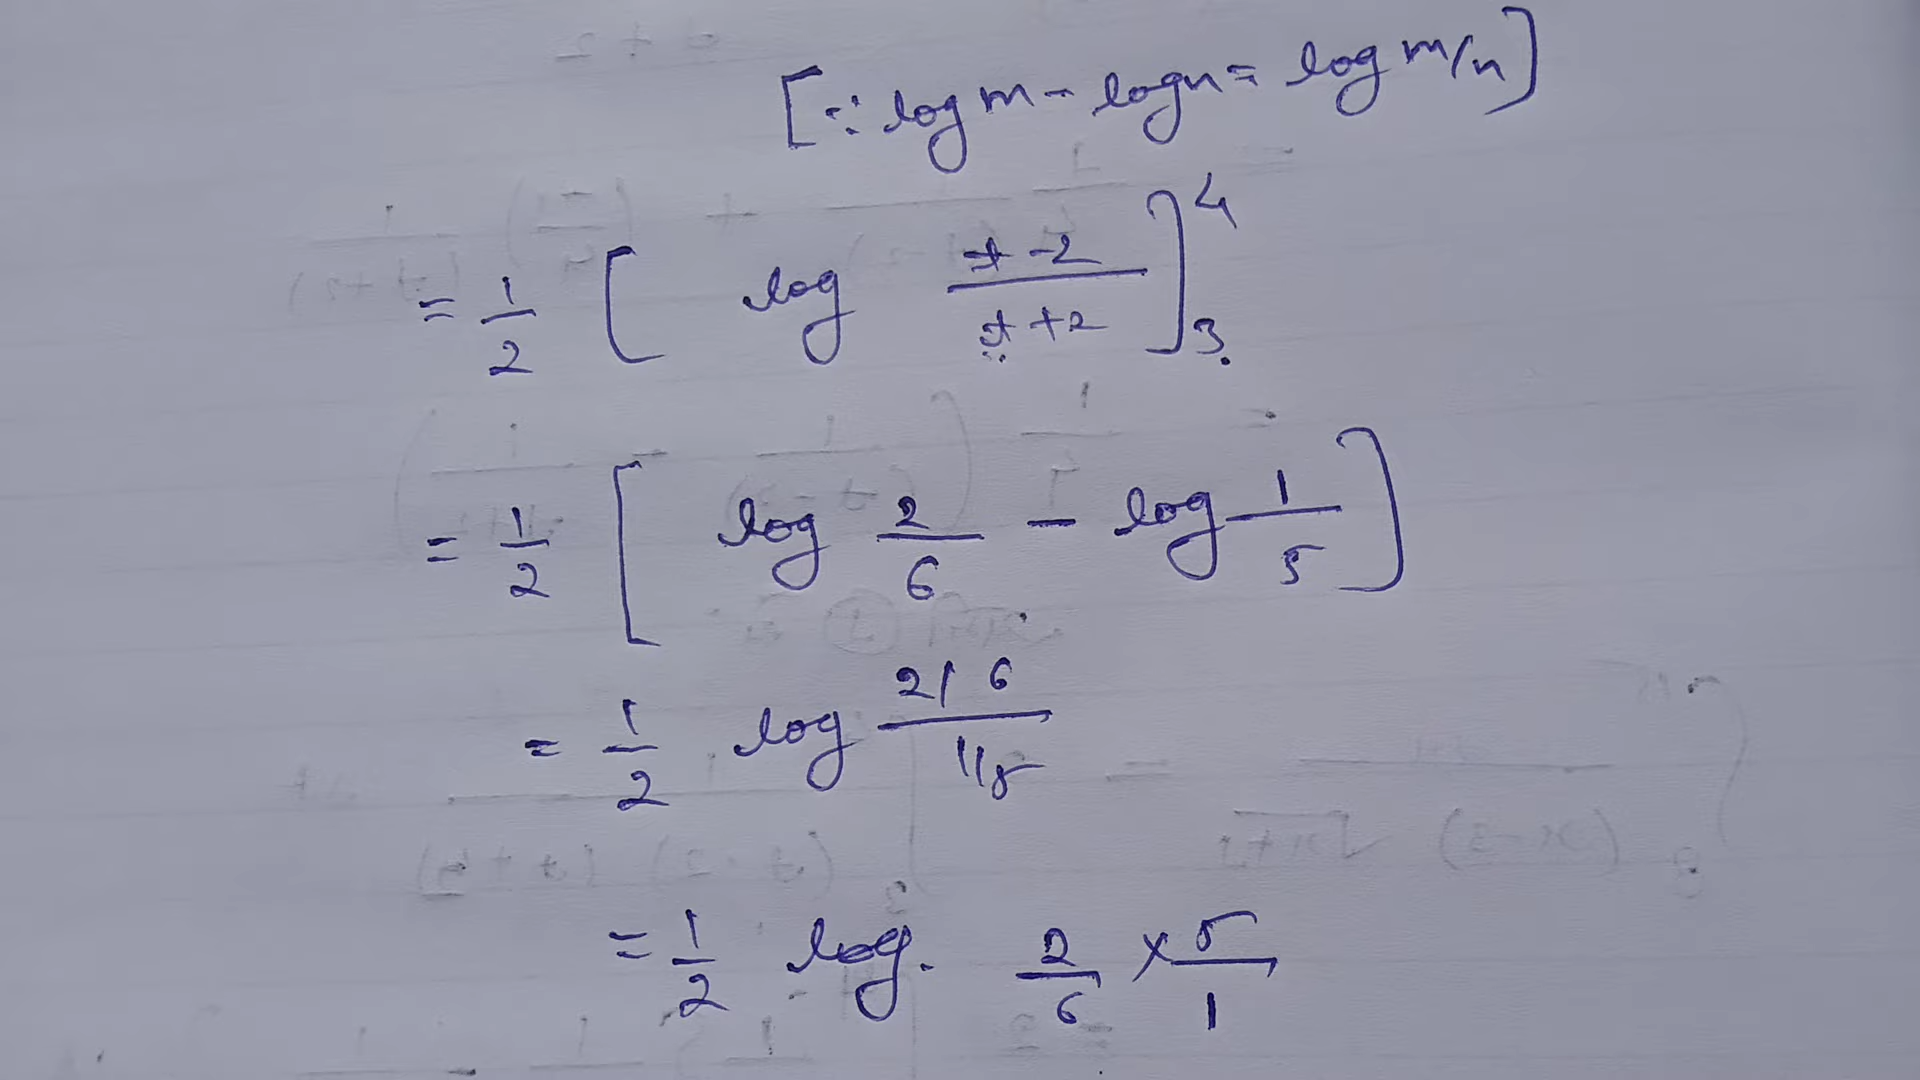 [∵ log m - log n = log m/n]
= 1/2 [ log t-2/t+2 ]₃⁴
= 1/2 [ log 2/6 - log 1/5 ]
= 1/2 log 2/6 / 1/5
= 1/2 log. 2/6 × 5/1